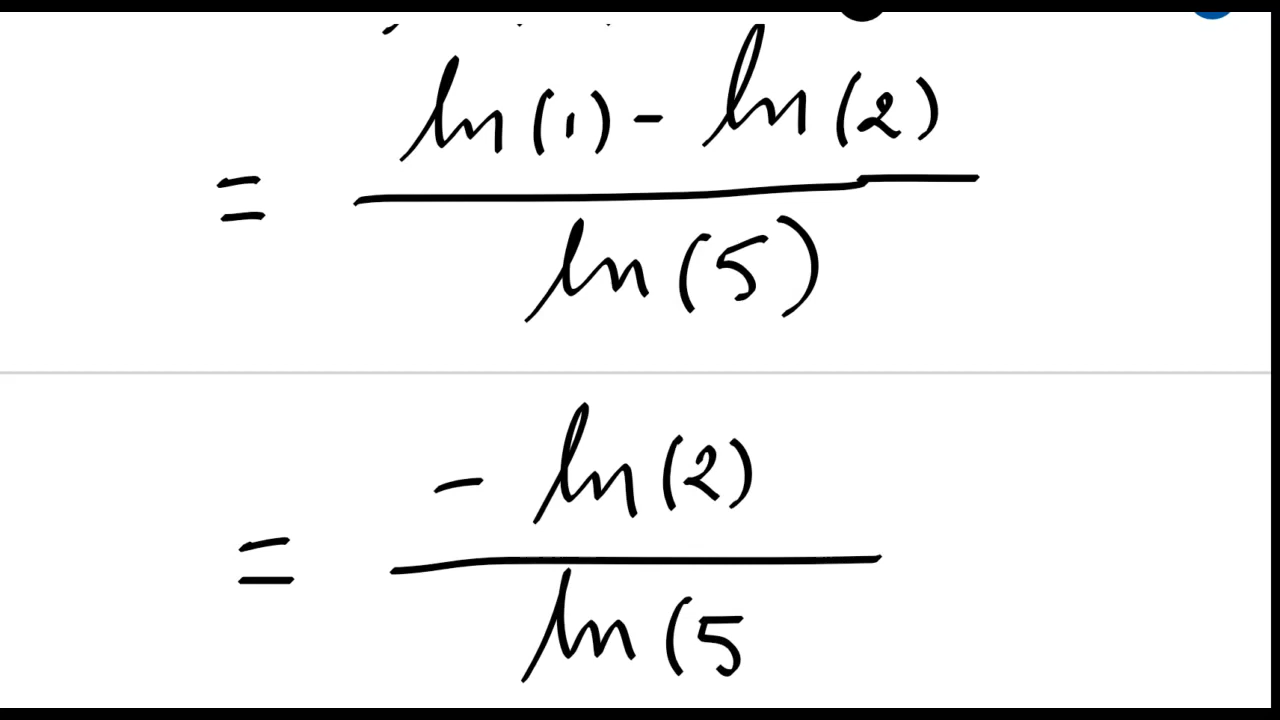 ln(1) - ln(2)
=
ln(5)
- ln(2)
=
ln(5